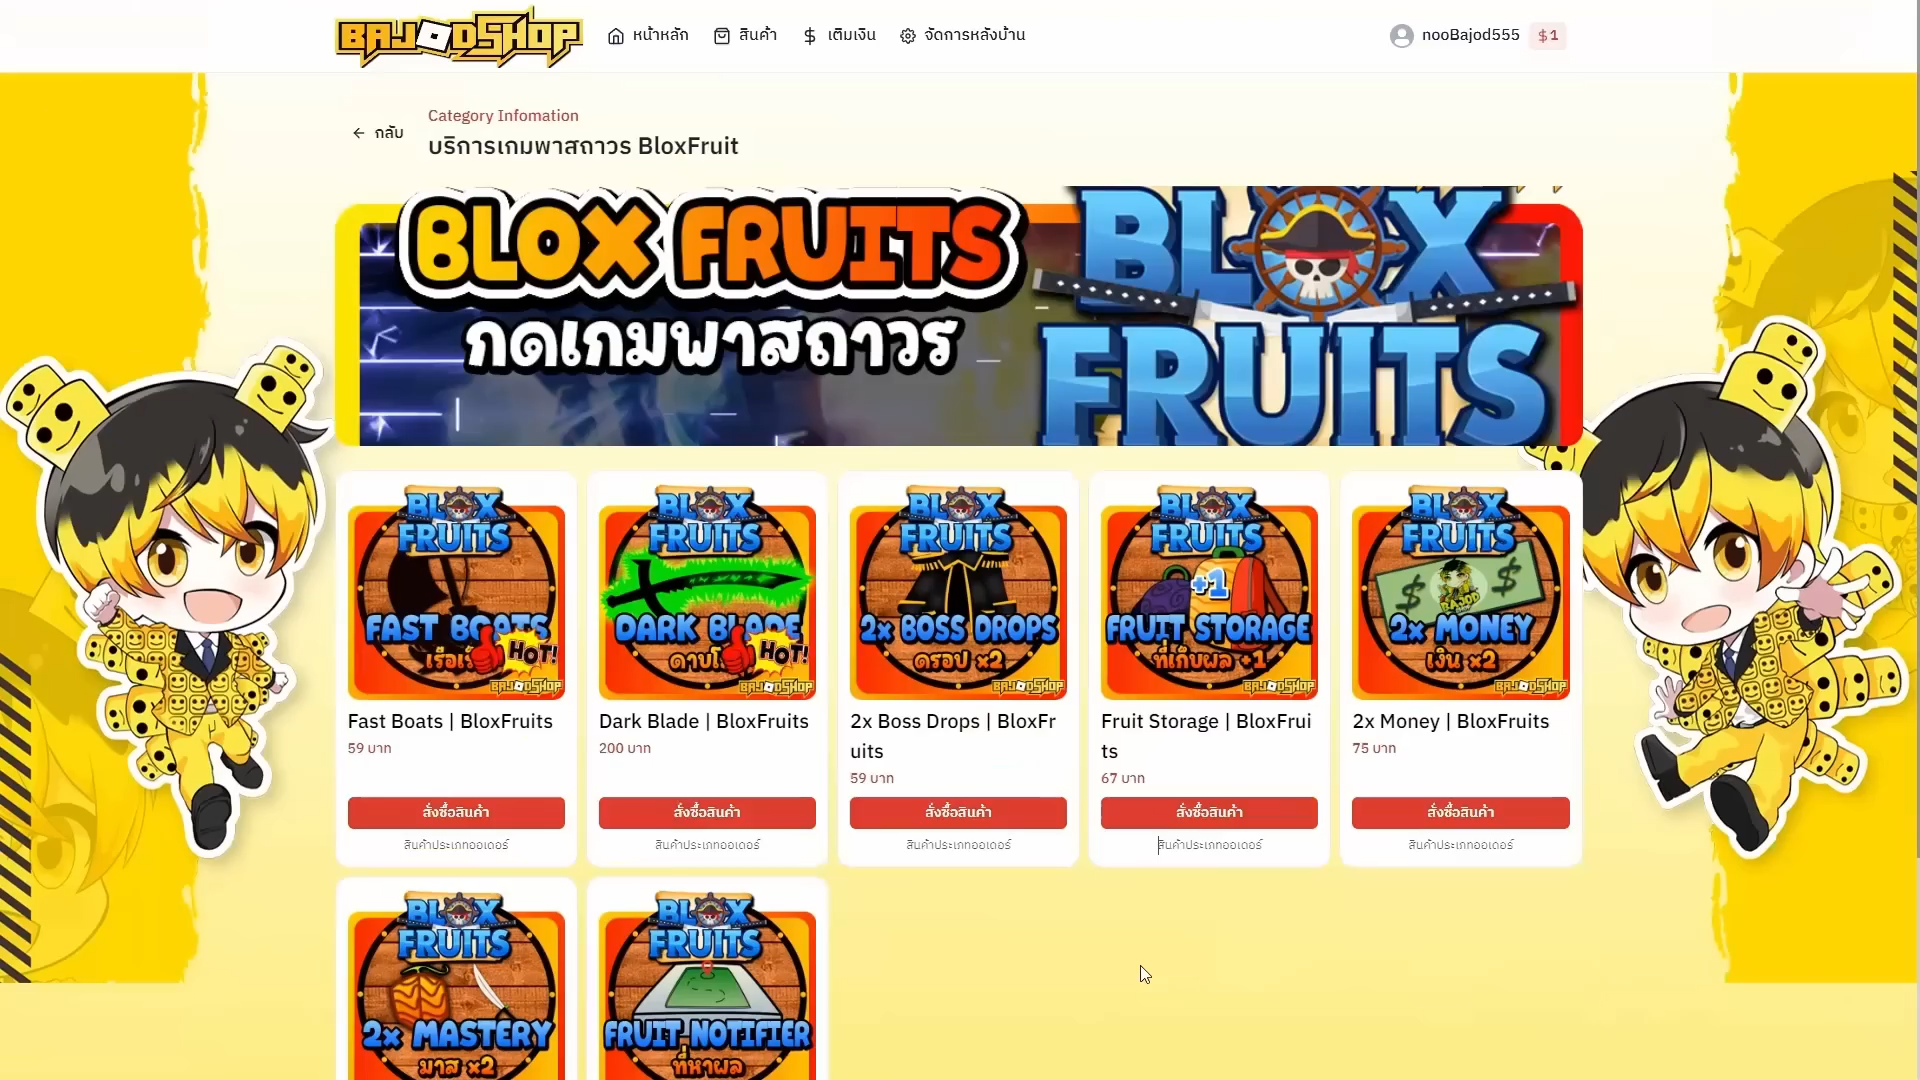 BAJODSHOP
หน้าหลัก
สินค้า
เติมเงิน
จัดการหลังบ้าน
nooBajod555
$1
กลับ
Category Infomation
บริการเกมพาสถาวร BloxFruit
BLOX FRUITS
กดเกมพาสถาวร
BLOX
FRUITS
BLOX
FRUITS
FAST BOATS
HOT!
BAJODSHOP
Fast Boats | BloxFruits
59 บาท
สั่งซื้อสินค้า
สินค้าประเภทออเดอร์
BLOX
FRUITS
DARK BLADE
HOT!
BAJODSHOP
Dark Blade | BloxFruits
200 บาท
สั่งซื้อสินค้า
สินค้าประเภทออเดอร์
BLOX
FRUITS
2x BOSS DROPS
ดรอป x2
BAJODSHOP
2x Boss Drops | BloxFr
uits
59 บาท
สั่งซื้อสินค้า
สินค้าประเภทออเดอร์
BLOX
FRUITS
+1
FRUIT STORAGE
ที่เก็บผล +1
BAJODSHOP
Fruit Storage | BloxFrui
ts
67 บาท
สั่งซื้อสินค้า
สินค้าประเภทออเดอร์
BLOX
FRUITS
$ $
BAJOD
2x MONEY
เงิน x2
BAJODSHOP
2x Money | BloxFruits
75 บาท
สั่งซื้อสินค้า
สินค้าประเภทออเดอร์
BLOX
FRUITS
2x MASTERY
มาส x2
BLOX
FRUITS
FRUIT NOTIFIER
ที่หาผล